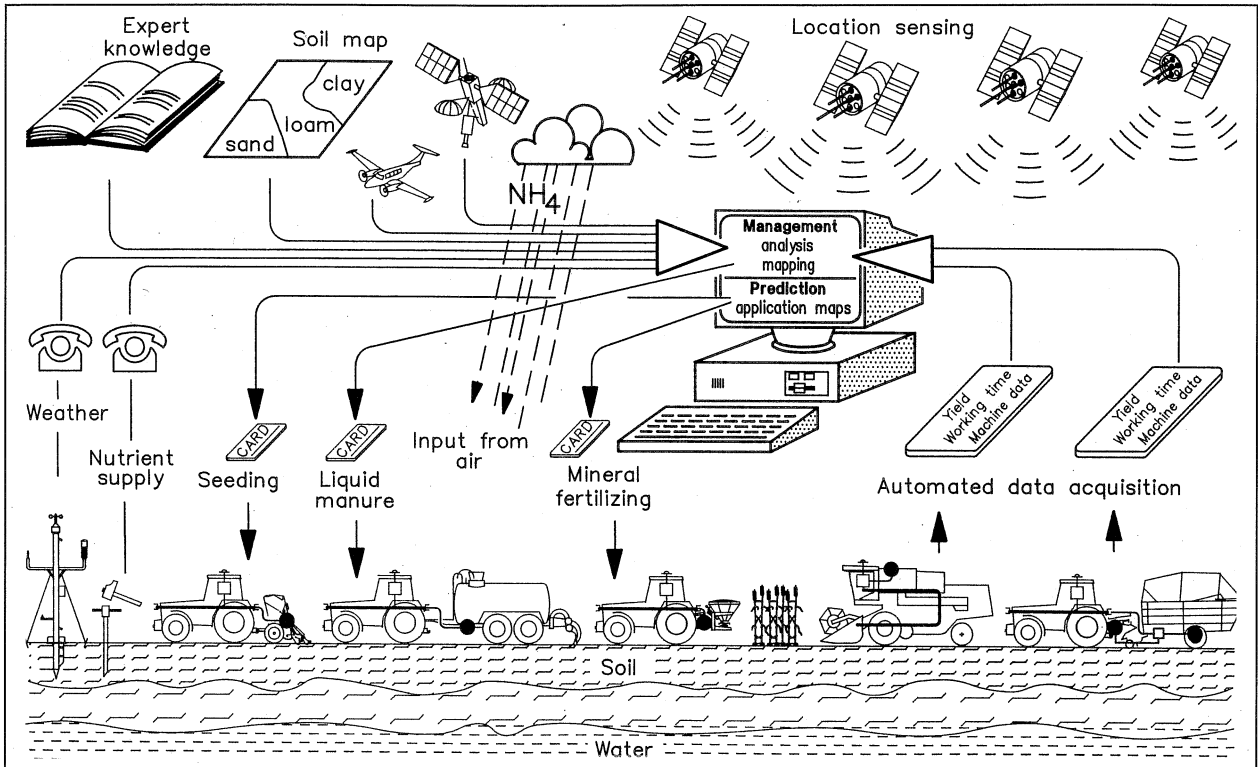 Expert
knowledge
Soil map
clay
loam
sand
Location sensing
NH4
Management
analysis
mapping
Prediction
application maps
Weather
Nutrient
supply
CARD
Seeding
CARD
Liquid
manure
Input from
air
CARD
Mineral
fertilizing
Yield
Working time
Machine data
Yield
Working time
Machine data
Automated data acquisition
Soil
Water